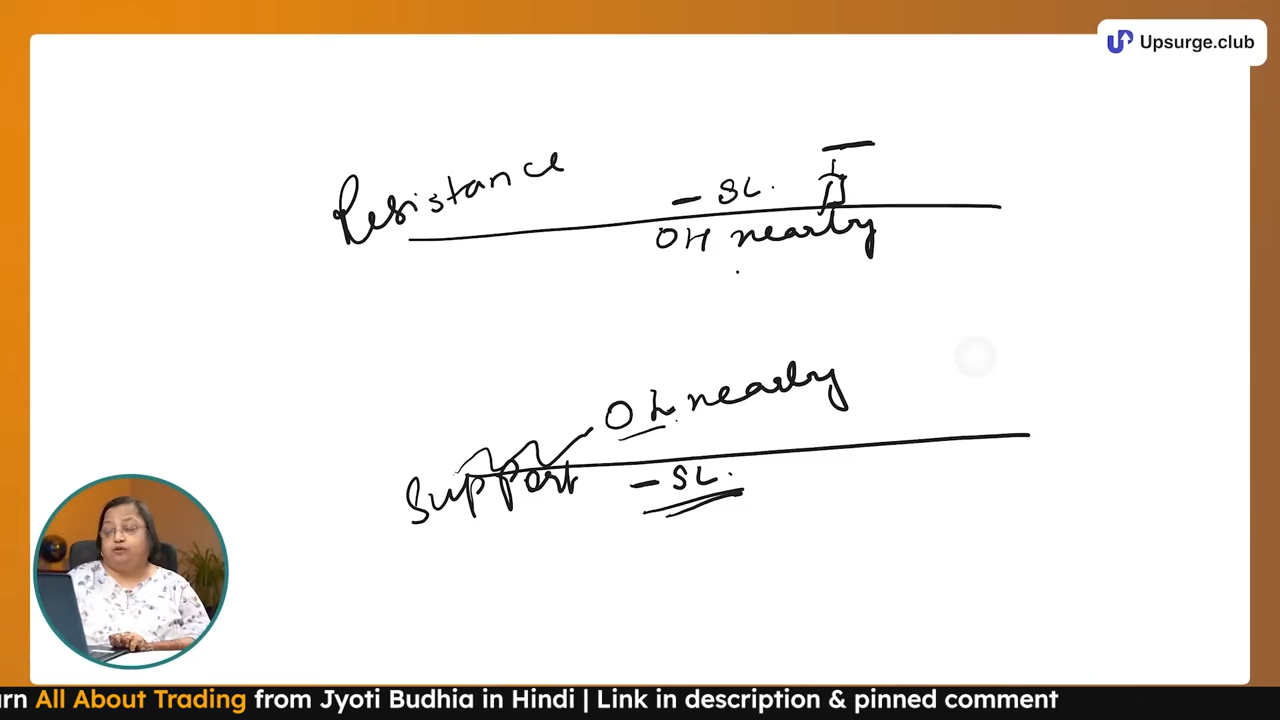 Upsurge.club
Resistance
- SL.
OH nearby
OL nearby
Support
- SL.
rn All About Trading from Jyoti Budhia in Hindi | Link in description & pinned comment